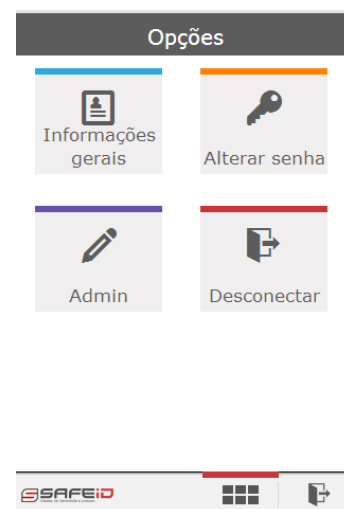 Opções
Informações
gerais
Alterar senha
Admin
Desconectar
SAFEiD